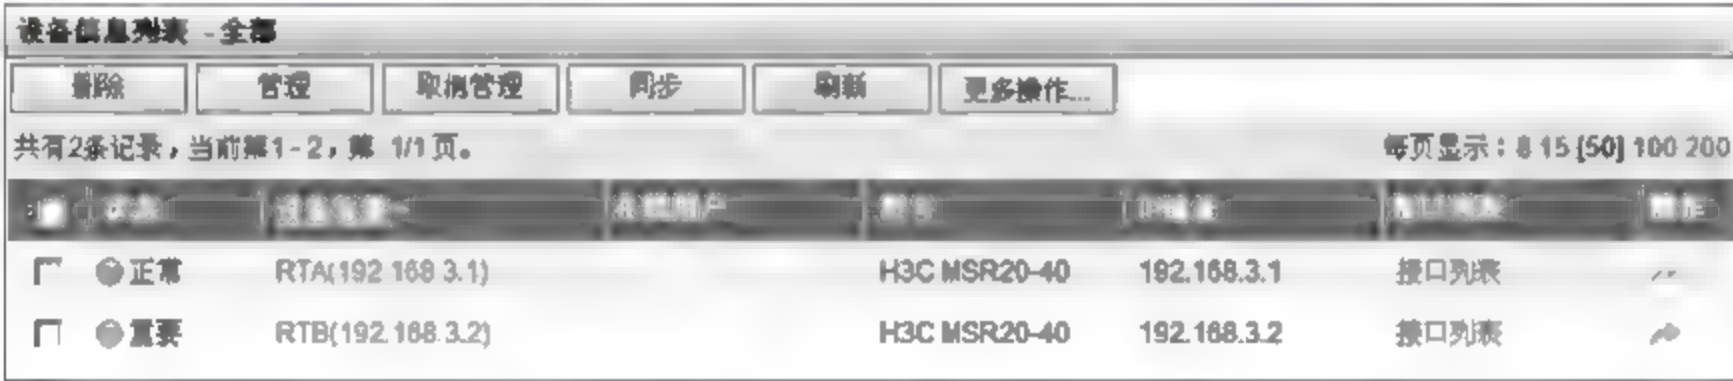 设备信息列表 - 全部
删除 管理 取消管理 同步 刷新 更多操作...
共有2条记录，当前第1 - 2，第 1/1 页。 每页显示：8 15 [50] 100 200
正常 RTA(192.168.3.1) H3C MSR20-40 192.168.3.1 接口列表
重要 RTB(192.168.3.2) H3C MSR20-40 192.168.3.2 接口列表